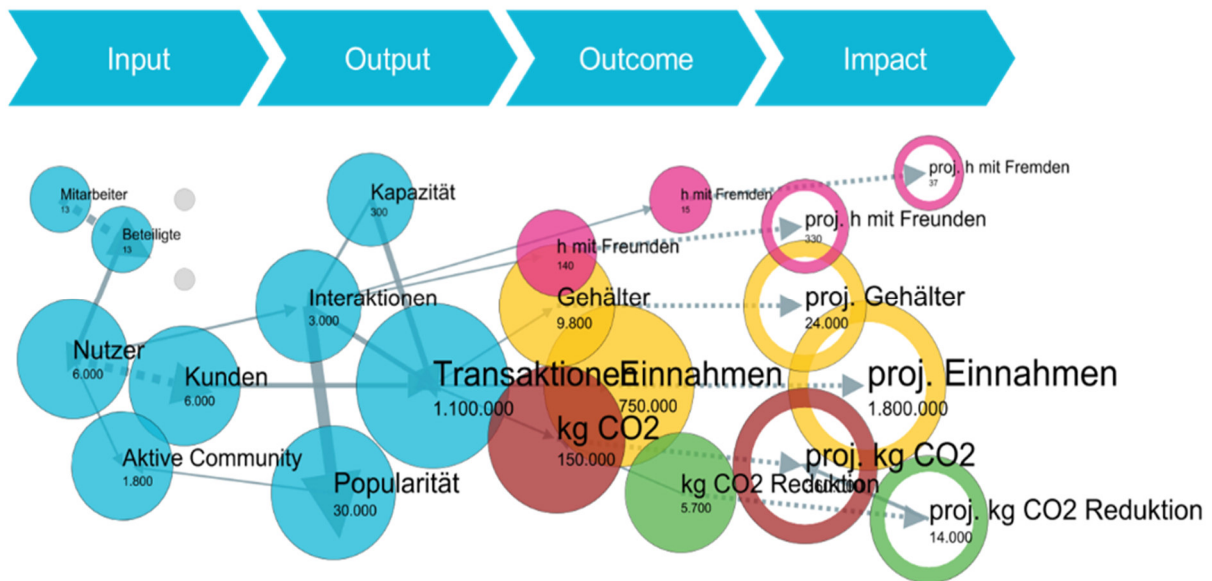 Input
Output
Outcome
Impact
Mitarbeiter
13
Beteiligte
13
Nutzer
6.000
Kunden
6.000
Aktive Community
1.800
Kapazität
300
Interaktionen
3.000
Transaktionen
1.100.000
Popularität
30.000
h mit Fremden
15
h mit Freunden
140
Gehälter
9.800
Einnahmen
750.000
kg CO2
150.000
kg CO2 Reduktion
5.700
proj. h mit Fremden
37
proj. h mit Freunden
330
proj. Gehälter
24.000
proj. Einnahmen
1.800.000
proj. kg CO2
proj. kg CO2 Reduktion
14.000